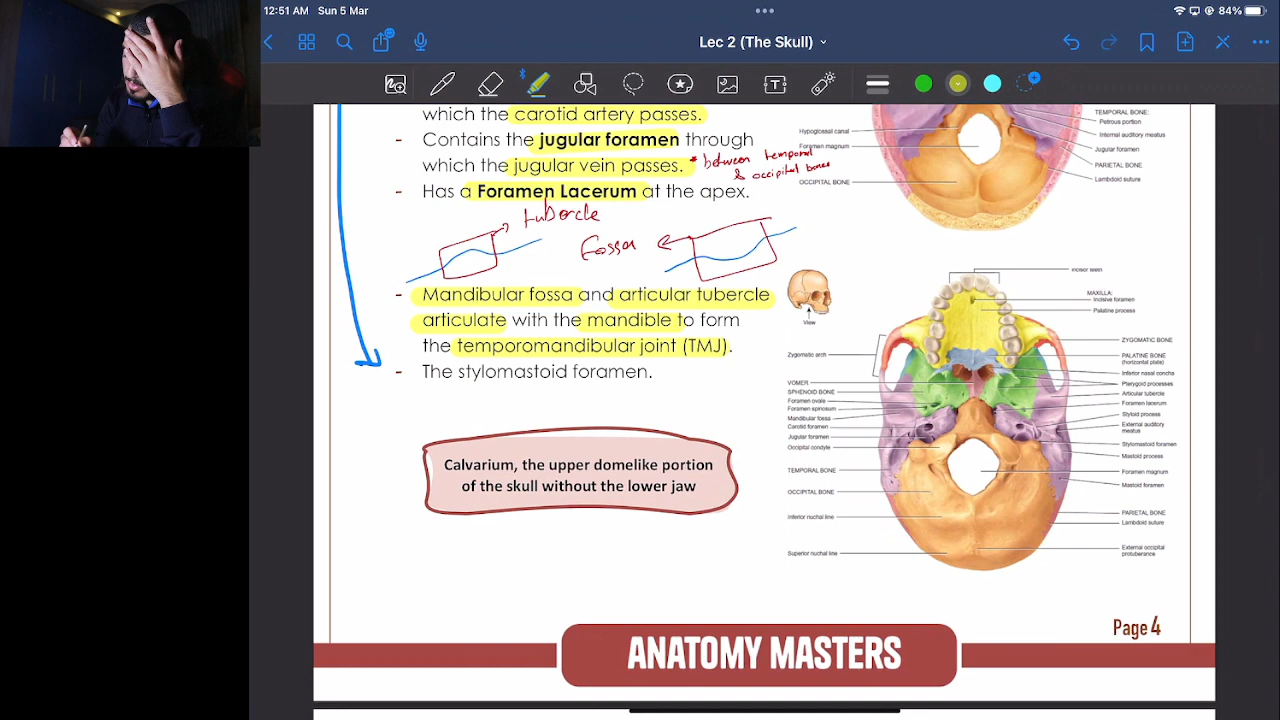 12:51 AM Sun 5 Mar
84%
Lec 2 (The Skull)
which the carotid artery passes.
- Contains the jugular foramen through
which the jugular vein passes.
* between temporal
& occipital bones
- Has a Foramen Lacerum at the apex.
tubercle
fossa
- Mandibular fossa and articular tubercle
articulate with the mandible to form
the temporomandibular joint (TMJ).
- The stylomastoid foramen.
Calvarium, the upper domelike portion
of the skull without the lower jaw
Hypoglossal canal
Foramen magnum
OCCIPITAL BONE
TEMPORAL BONE:
Petrous portion
Internal auditory meatus
Jugular foramen
PARIETAL BONE
Lambdoid suture
View
Zygomatic arch
VOMER
SPHENOID BONE
Foramen ovale
Foramen spinosum
Mandibular fossa
Carotid foramen
Jugular foramen
Occipital condyle
TEMPORAL BONE
OCCIPITAL BONE
Inferior nuchal line
Superior nuchal line
Incisor teeth
MAXILLA:
Incisive foramen
Palatine process
ZYGOMATIC BONE
PALATINE BONE
(horizontal plate)
Inferior nasal concha
Pterygoid processes
Articular tubercle
Foramen lacerum
Styloid process
External auditory
meatus
Stylomastoid foramen
Mastoid process
Foramen magnum
Mastoid foramen
PARIETAL BONE
Lambdoid suture
External occipital
protuberance
Page 4
ANATOMY MASTERS